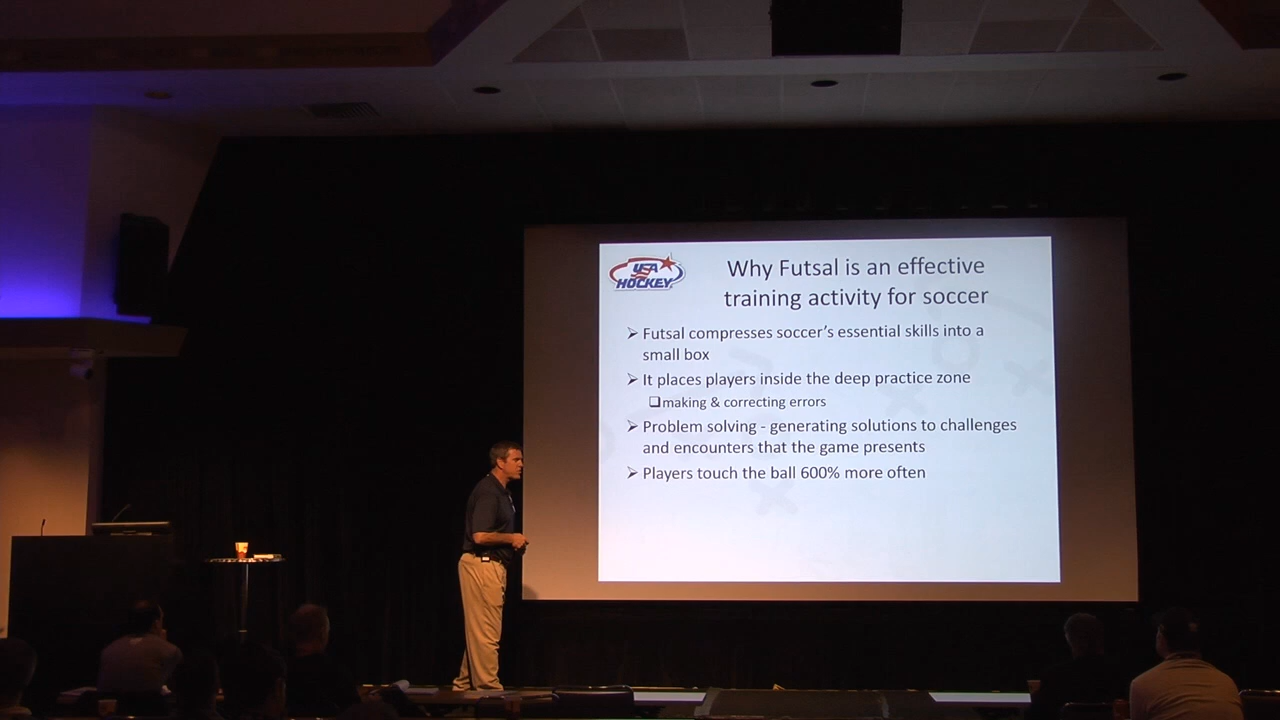 USA
HOCKEY
Why Futsal is an effective
training activity for soccer
➢ Futsal compresses soccer's essential skills into a
small box
➢ It places players inside the deep practice zone
❑making & correcting errors
➢ Problem solving - generating solutions to challenges
and encounters that the game presents
➢ Players touch the ball 600% more often